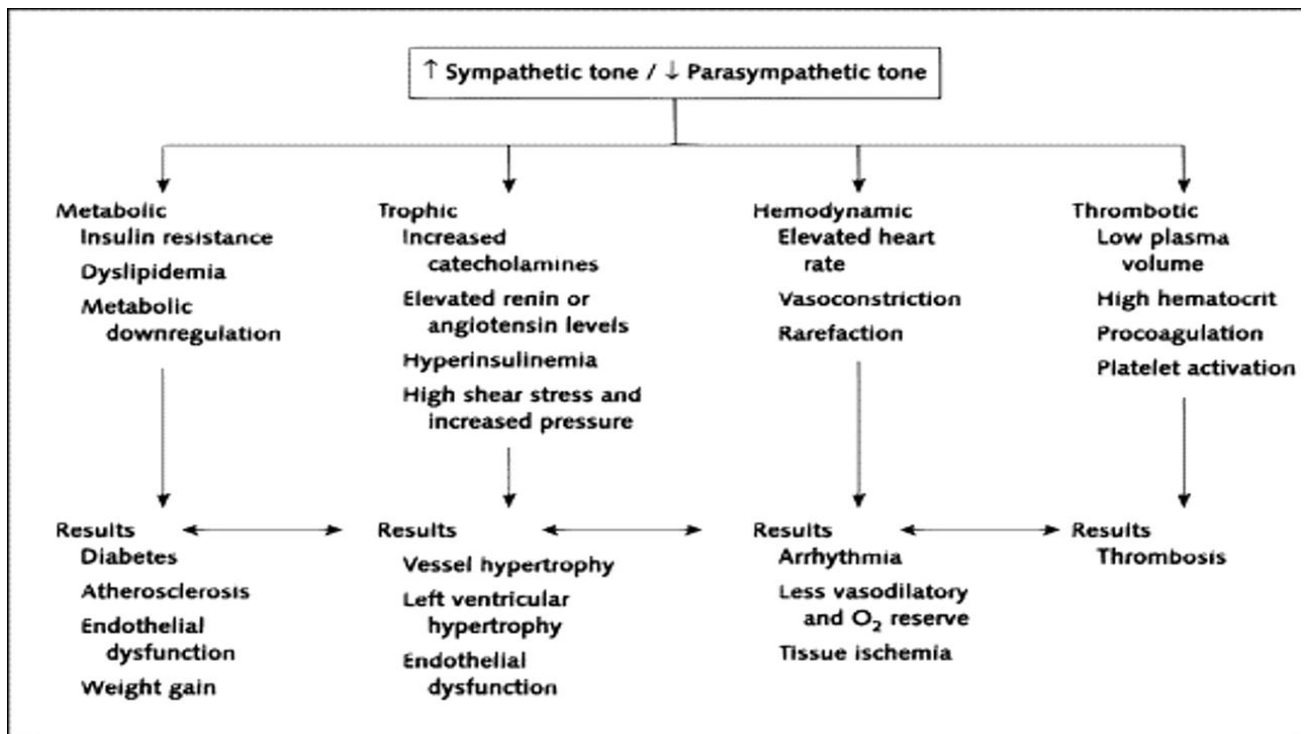 ↑ Sympathetic tone / ↓ Parasympathetic tone
Metabolic
Insulin resistance
Dyslipidemia
Metabolic
downregulation
Trophic
Increased
catecholamines
Elevated renin or
angiotensin levels
Hyperinsulinemia
High shear stress and
increased pressure
Hemodynamic
Elevated heart
rate
Vasoconstriction
Rarefaction
Thrombotic
Low plasma
volume
High hematocrit
Procoagulation
Platelet activation
Results
Diabetes
Atherosclerosis
Endothelial
dysfunction
Weight gain
Results
Vessel hypertrophy
Left ventricular
hypertrophy
Endothelial
dysfunction
Results
Arrhythmia
Less vasodilatory
and O₂ reserve
Tissue ischemia
Results
Thrombosis